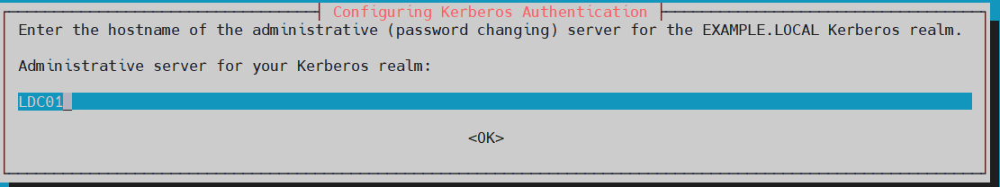 Configuring Kerberos Authentication
Enter the hostname of the administrative (password changing) server for the EXAMPLE.LOCAL Kerberos realm.
Administrative server for your Kerberos realm:
LDC01_
<OK>